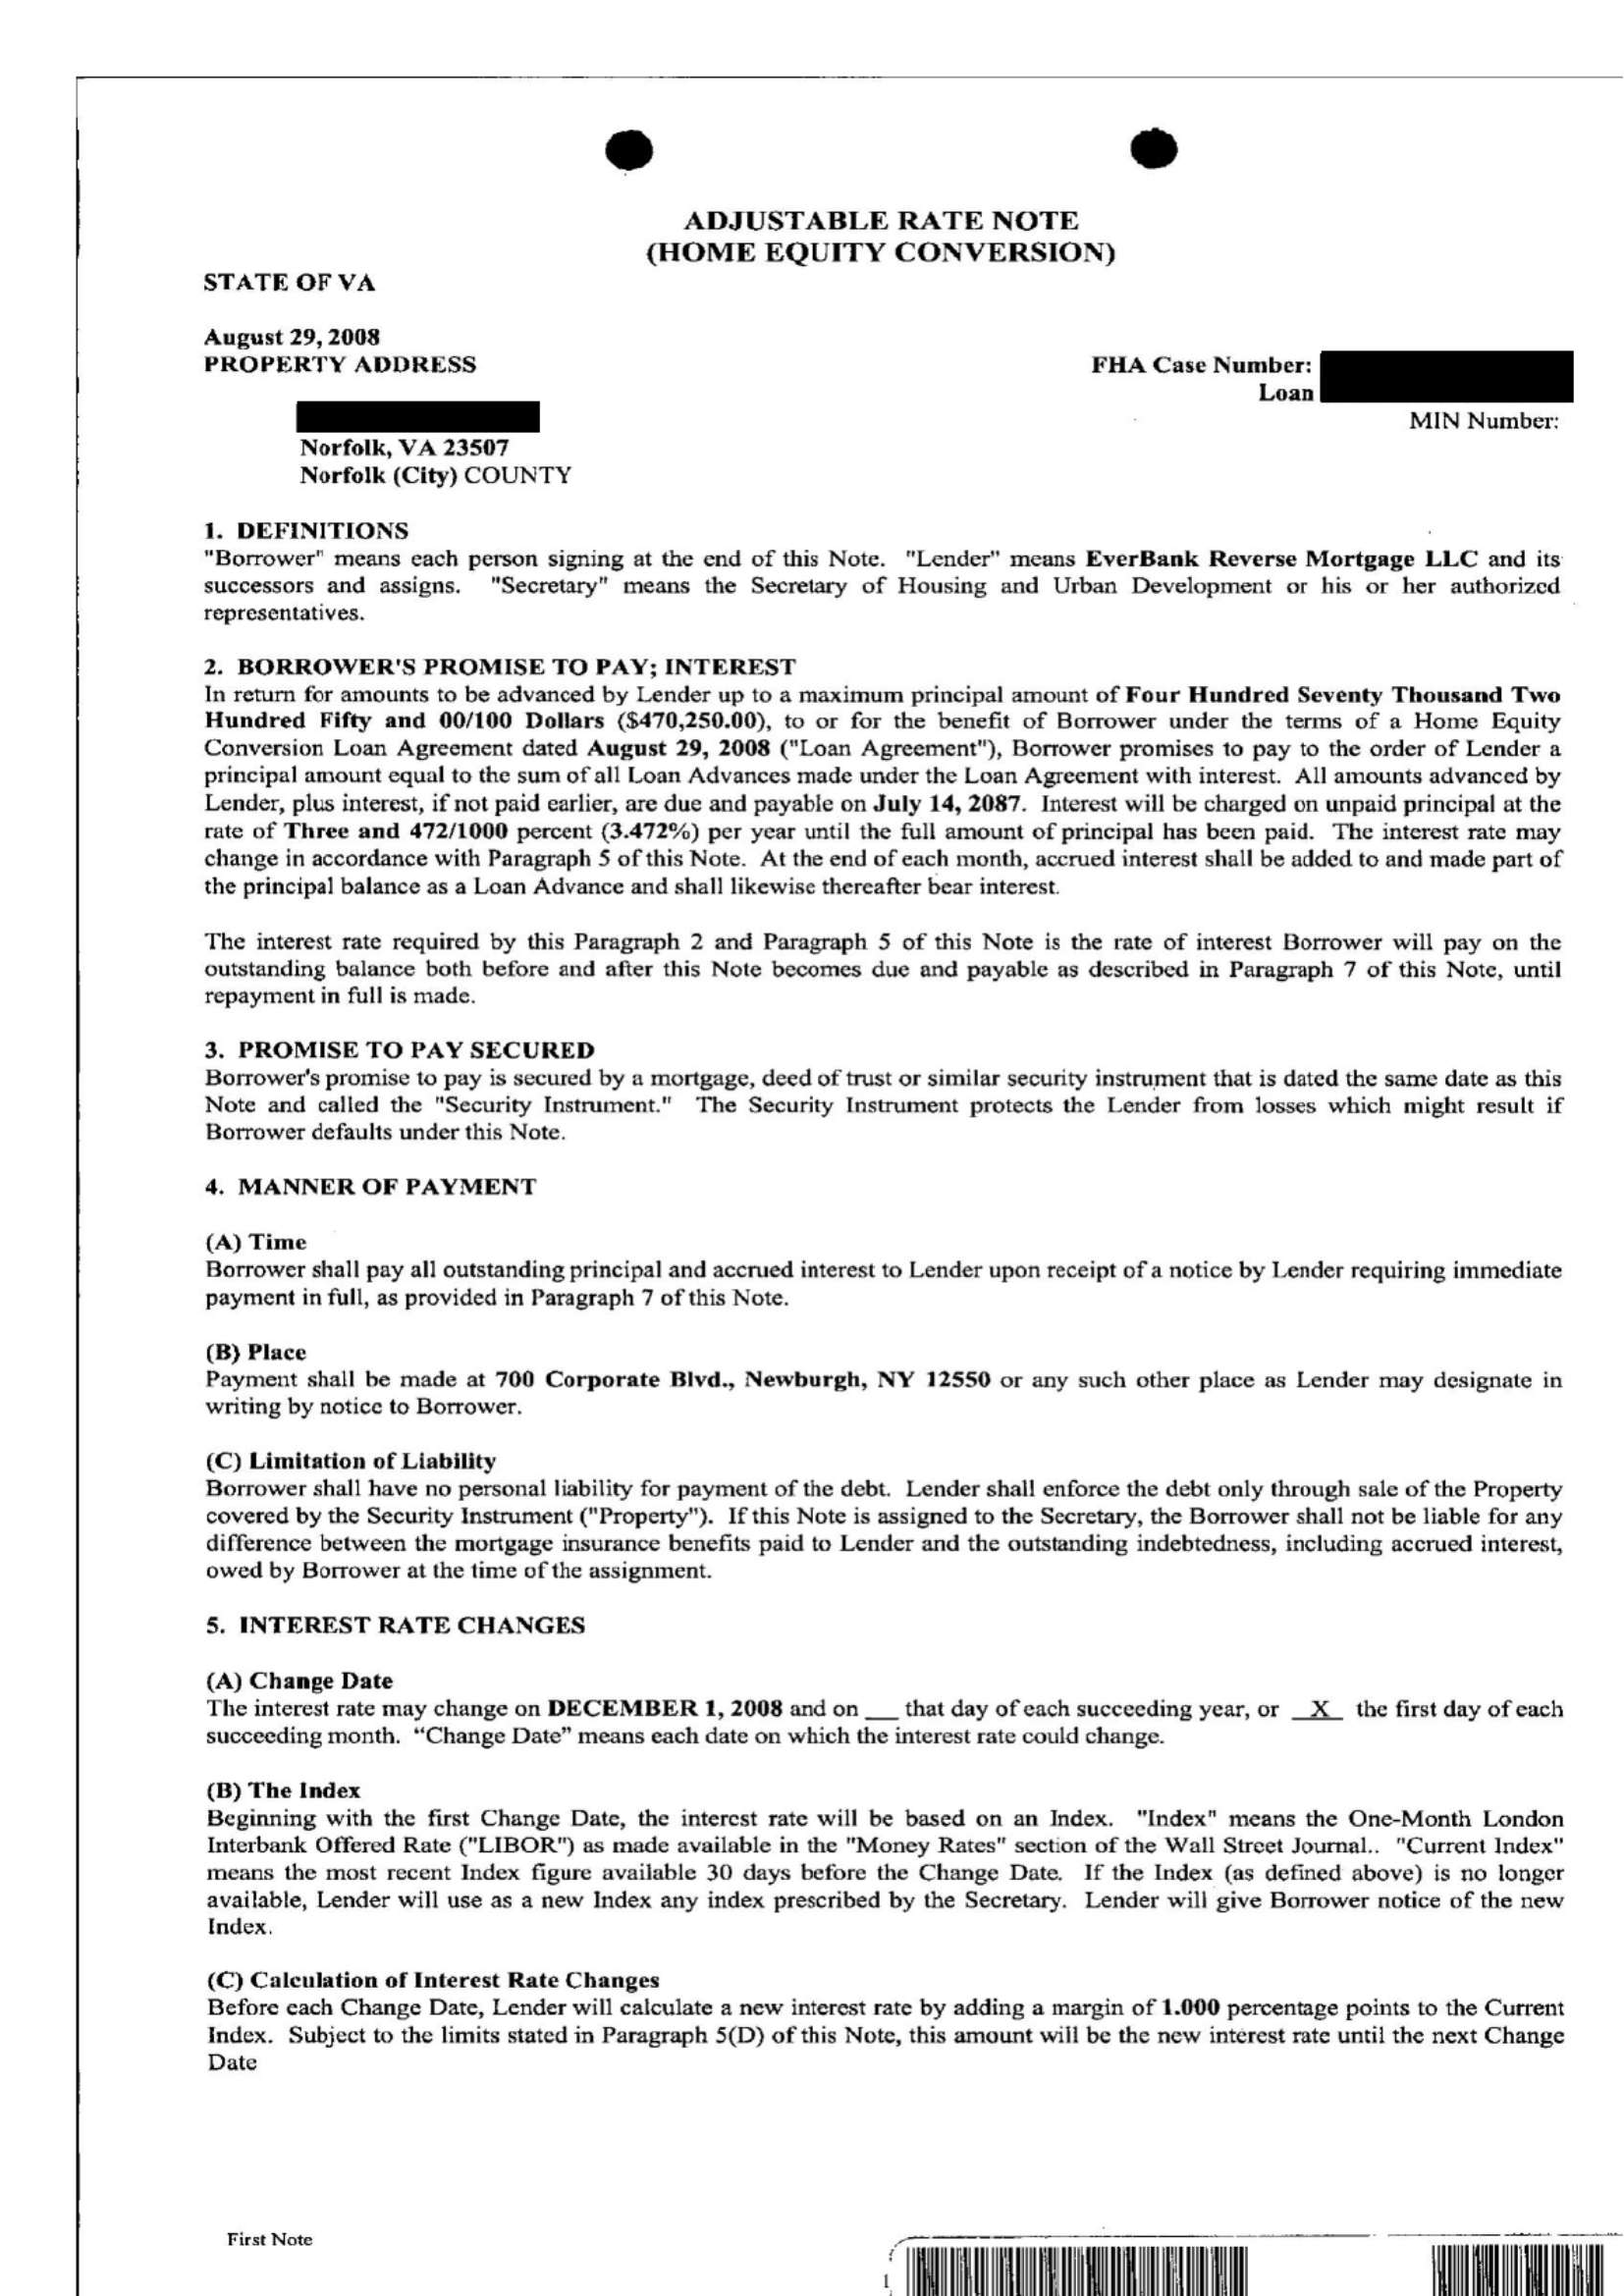 ADJUSTABLE RATE NOTE
(HOME EQUITY CONVERSION)
STATE OF VA
August 29, 2008
PROPERTY ADDRESS
FHA Case Number:
Loan
MIN Number:
Norfolk, VA 23507
Norfolk (City) COUNTY
1. DEFINITIONS
"Borrower" means each person signing at the end of this Note. "Lender" means EverBank Reverse Mortgage LLC and its
successors and assigns. "Secretary" means the Secretary of Housing and Urban Development or his or her authorized
representatives.
2. BORROWER'S PROMISE TO PAY; INTEREST
In return for amounts to be advanced by Lender up to a maximum principal amount of Four Hundred Seventy Thousand Two
Hundred Fifty and 00/100 Dollars ($470,250.00), to or for the benefit of Borrower under the terms of a Home Equity
Conversion Loan Agreement dated August 29, 2008 ("Loan Agreement"), Borrower promises to pay to the order of Lender a
principal amount equal to the sum of all Loan Advances made under the Loan Agreement with interest. All amounts advanced by
Lender, plus interest, if not paid earlier, are due and payable on July 14, 2087. Interest will be charged on unpaid principal at the
rate of Three and 472/1000 percent (3.472%) per year until the full amount of principal has been paid. The interest rate may
change in accordance with Paragraph 5 of this Note. At the end of each month, accrued interest shall be added to and made part of
the principal balance as a Loan Advance and shall likewise thereafter bear interest.
The interest rate required by this Paragraph 2 and Paragraph 5 of this Note is the rate of interest Borrower will pay on the
outstanding balance both before and after this Note becomes due and payable as described in Paragraph 7 of this Note, until
repayment in full is made.
3. PROMISE TO PAY SECURED
Borrower's promise to pay is secured by a mortgage, deed of trust or similar security instrument that is dated the same date as this
Note and called the "Security Instrument." The Security Instrument protects the Lender from losses which might result if
Borrower defaults under this Note.
4. MANNER OF PAYMENT
(A) Time
Borrower shall pay all outstanding principal and accrued interest to Lender upon receipt of a notice by Lender requiring immediate
payment in full, as provided in Paragraph 7 of this Note.
(B) Place
Payment shall be made at 700 Corporate Blvd., Newburgh, NY 12550 or any such other place as Lender may designate in
writing by notice to Borrower.
(C) Limitation of Liability
Borrower shall have no personal liability for payment of the debt. Lender shall enforce the debt only through sale of the Property
covered by the Security Instrument ("Property"). If this Note is assigned to the Secretary, the Borrower shall not be liable for any
difference between the mortgage insurance benefits paid to Lender and the outstanding indebtedness, including accrued interest,
owed by Borrower at the time of the assignment.
5. INTEREST RATE CHANGES
(A) Change Date
The interest rate may change on DECEMBER 1, 2008 and on ___ that day of each succeeding year, or _X_ the first day of each
succeeding month. “Change Date” means each date on which the interest rate could change.
(B) The Index
Beginning with the first Change Date, the interest rate will be based on an Index. "Index" means the One-Month London
Interbank Offered Rate ("LIBOR") as made available in the "Money Rates" section of the Wall Street Journal.. "Current Index"
means the most recent Index figure available 30 days before the Change Date. If the Index (as defined above) is no longer
available, Lender will use as a new Index any index prescribed by the Secretary. Lender will give Borrower notice of the new
Index.
(C) Calculation of Interest Rate Changes
Before each Change Date, Lender will calculate a new interest rate by adding a margin of 1.000 percentage points to the Current
Index. Subject to the limits stated in Paragraph 5(D) of this Note, this amount will be the new interest rate until the next Change
Date
First Note
1